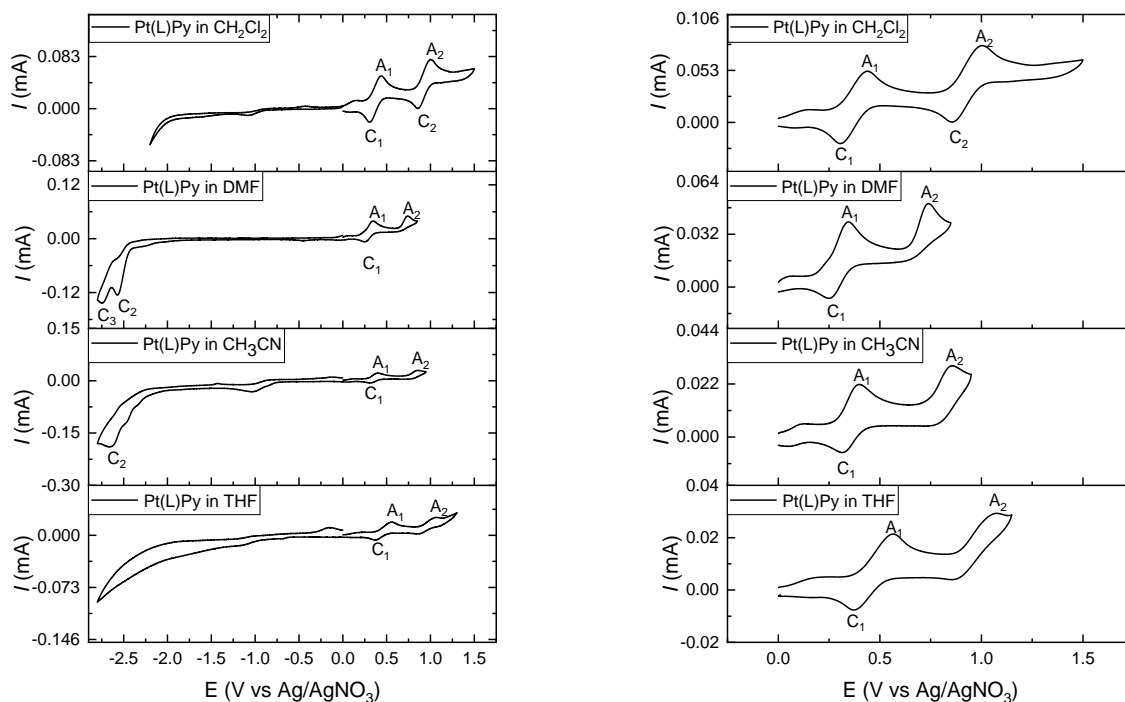 Pt(L)Py in CH₂Cl₂
I (mA)
0.083
0.000
-0.083
A₁
A₂
C₁
C₂
Pt(L)Py in DMF
I (mA)
0.12
0.00
-0.12
A₁
A₂
C₁
C₃
C₂
Pt(L)Py in CH₃CN
I (mA)
0.15
0.00
-0.15
-0.30
A₁
A₂
C₁
C₂
Pt(L)Py in THF
I (mA)
0.000
-0.073
-0.146
A₁
A₂
C₁
-2.5 -2.0 -1.5 -1.0 -0.5 0.0 0.5 1.0 1.5
E (V vs Ag/AgNO₃)
Pt(L)Py in CH₂Cl₂
I (mA)
0.106
0.053
0.000
A₁
A₂
C₁
C₂
Pt(L)Py in DMF
I (mA)
0.064
0.032
0.000
A₁
A₂
C₁
Pt(L)Py in CH₃CN
I (mA)
0.044
0.022
0.000
A₁
A₂
C₁
Pt(L)Py in THF
I (mA)
0.04
0.02
0.00
-0.02
A₁
A₂
C₁
0.0 0.5 1.0 1.5
E (V vs Ag/AgNO₃)